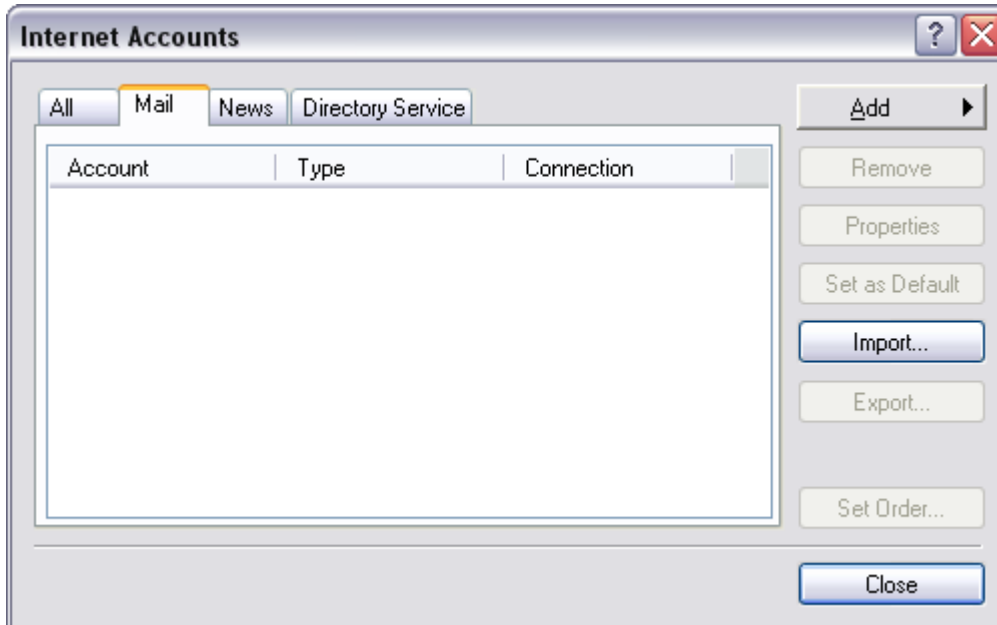 Internet Accounts
?
All Mail News Directory Service
Add
Account Type Connection
Remove
Properties
Set as Default
Import...
Export...
Set Order...
Close